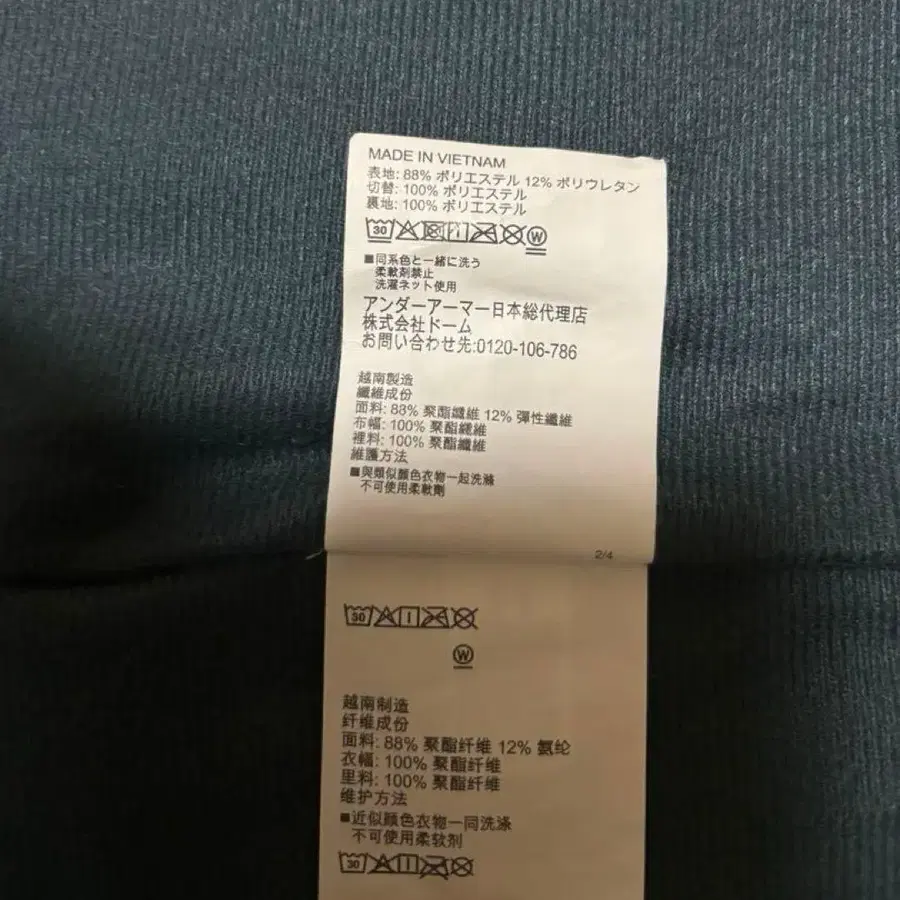 MADE IN VIETNAM
表地: 88% ポリエステル 12% ポリウレタン
切替: 100% ポリエステル
裏地: 100% ポリエステル
30 W
■同系色と一緒に洗う
柔軟剤禁止
洗濯ネット使用
アンダーアーマー日本総代理店
株式会社ドーム
お問い合わせ先:0120-106-786
越南製造
纖維成份
面料: 88% 聚酯纖維 12% 彈性纖維
布幅: 100% 聚酯纖維
裡料: 100% 聚酯纖維
維護方法
■與類似顏色衣物一起洗滌
不可使用柔軟劑
2/4
30
W
越南制造
纤维成份
面料: 88% 聚酯纤维 12% 氨纶
衣幅: 100% 聚酯纤维
里料: 100% 聚酯纤维
维护方法
■近似颜色衣物一同洗涤
不可使用柔软剂
30